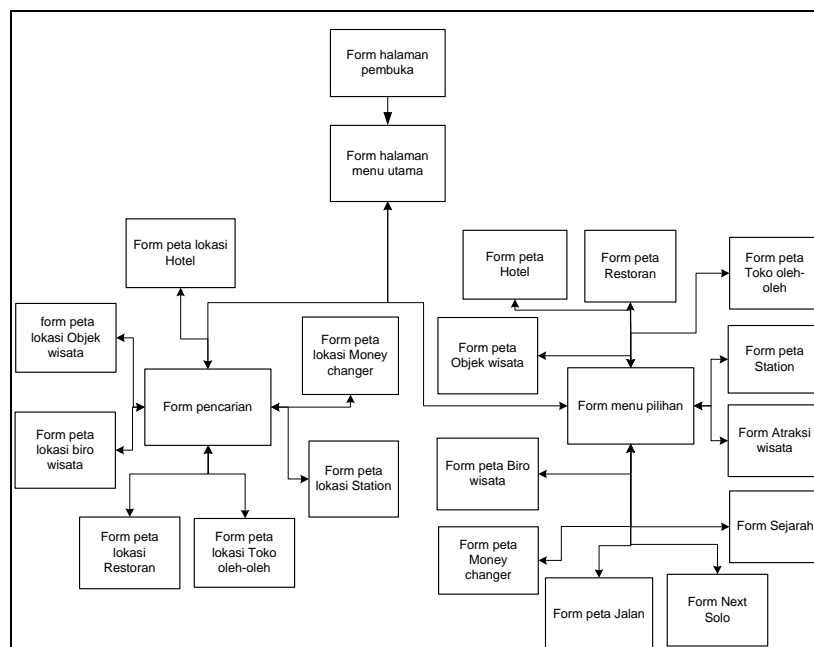 Form halaman
pembuka
Form halaman
menu utama
Form peta lokasi
Hotel
form peta
lokasi Objek
wisata
Form peta
lokasi Money
changer
Form pencarian
Form peta
lokasi biro
wisata
Form peta
lokasi Station
Form peta
lokasi
Restoran
Form peta
lokasi Toko
oleh-oleh
Form peta
Hotel
Form peta
Restoran
Form peta
Toko oleh-
oleh
Form peta
Objek wisata
Form peta
Station
Form menu pilihan
Form Atraksi
wisata
Form peta Biro
wisata
Form Sejarah
Form peta
Money
changer
Form peta Jalan
Form Next
Solo